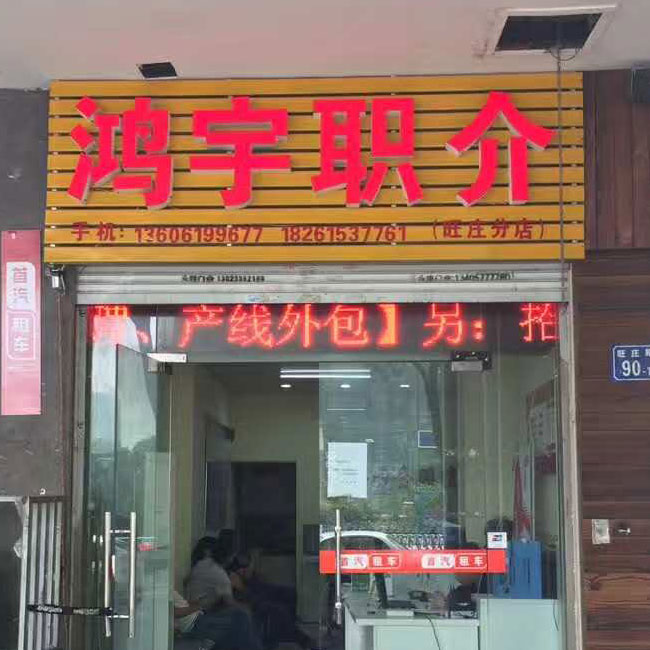 鸿宇职介
手机：13606199677 18261537761（旺庄分店）
、产线外包】另：招
首汽
租车
旺庄
90
首汽 租车 首汽 租车